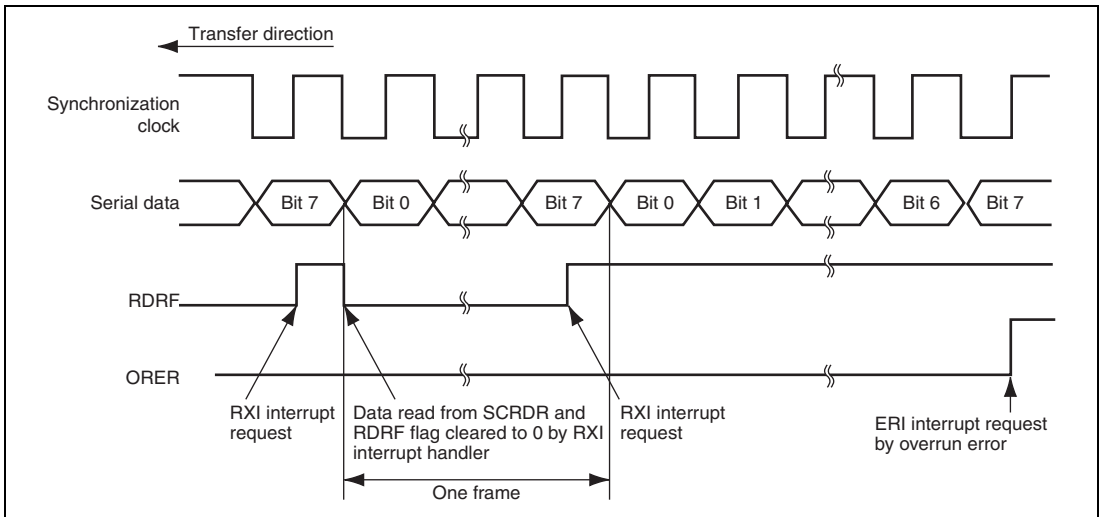 Transfer direction
Synchronization
clock
Serial data
Bit 7
Bit 0
Bit 7
Bit 0
Bit 1
Bit 6
Bit 7
RDRF
ORER
RXI interrupt
request
Data read from SCRDR and
RDRF flag cleared to 0 by RXI
interrupt handler
RXI interrupt
request
ERI interrupt request
by overrun error
One frame